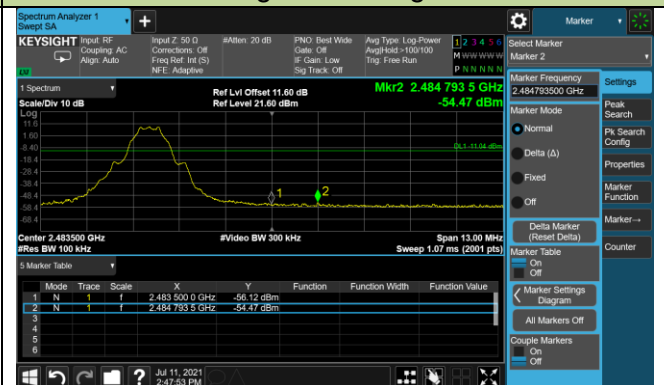 Spectrum Analyzer 1
Swept SA
+
Marker
KEYSIGHT
Input: RF
Coupling: AC
Align: Auto
Input Z: 50 Ω
Corrections: Off
Freq Ref: Int (S)
NFE: Adaptive
#Atten: 20 dB
PNO: Best Wide
Gate: Off
IF Gain: Low
Sig Track: Off
Avg Type: Log-Power
Avg|Hold:>100/100
Trig: Free Run
1 2 3 4 5 6
M W W W W W
P N N N N N
Select Marker
Marker 2
LXI
1 Spectrum
Scale/Div 10 dB
Log
Ref Lvl Offset 11.60 dB
Ref Level 21.60 dBm
Mkr2 2.484 793 5 GHz
-54.47 dBm
11.6
1.60
-8.40
-18.4
-28.4
-38.4
-48.4
-58.4
-68.4
DL1 -11.04 dBm
1
2
Center 2.483500 GHz
#Res BW 100 kHz
#Video BW 300 kHz
Span 13.00 MHz
Sweep 1.07 ms (2001 pts)
5 Marker Table
Mode Trace Scale X Y Function Function Width Function Value
1 N 1 f 2.483 500 0 GHz -56.12 dBm
2 N 1 f 2.484 793 5 GHz -54.47 dBm
3
4
5
6
Marker Frequency
2.484793500 GHz
Marker Mode
Normal
Delta (Δ)
Fixed
Off
Delta Marker
(Reset Delta)
Marker Table
On
Off
Marker Settings
Diagram
All Markers Off
Couple Markers
On
Off
Settings
Peak
Search
Pk Search
Config
Properties
Marker
Function
Marker→
Counter
?
Jul 11, 2021
2:47:53 PM